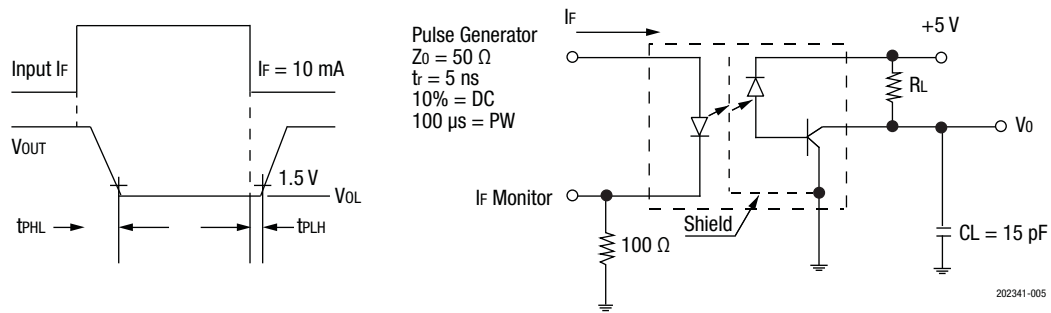 Input IF
IF = 10 mA
VOUT
1.5 V
VOL
tPHL
tPLH
Pulse Generator
Z0 = 50 Ω
tr = 5 ns
10% = DC
100 µs = PW
IF
+5 V
RL
V0
IF Monitor
Shield
100 Ω
CL = 15 pF
202341-005